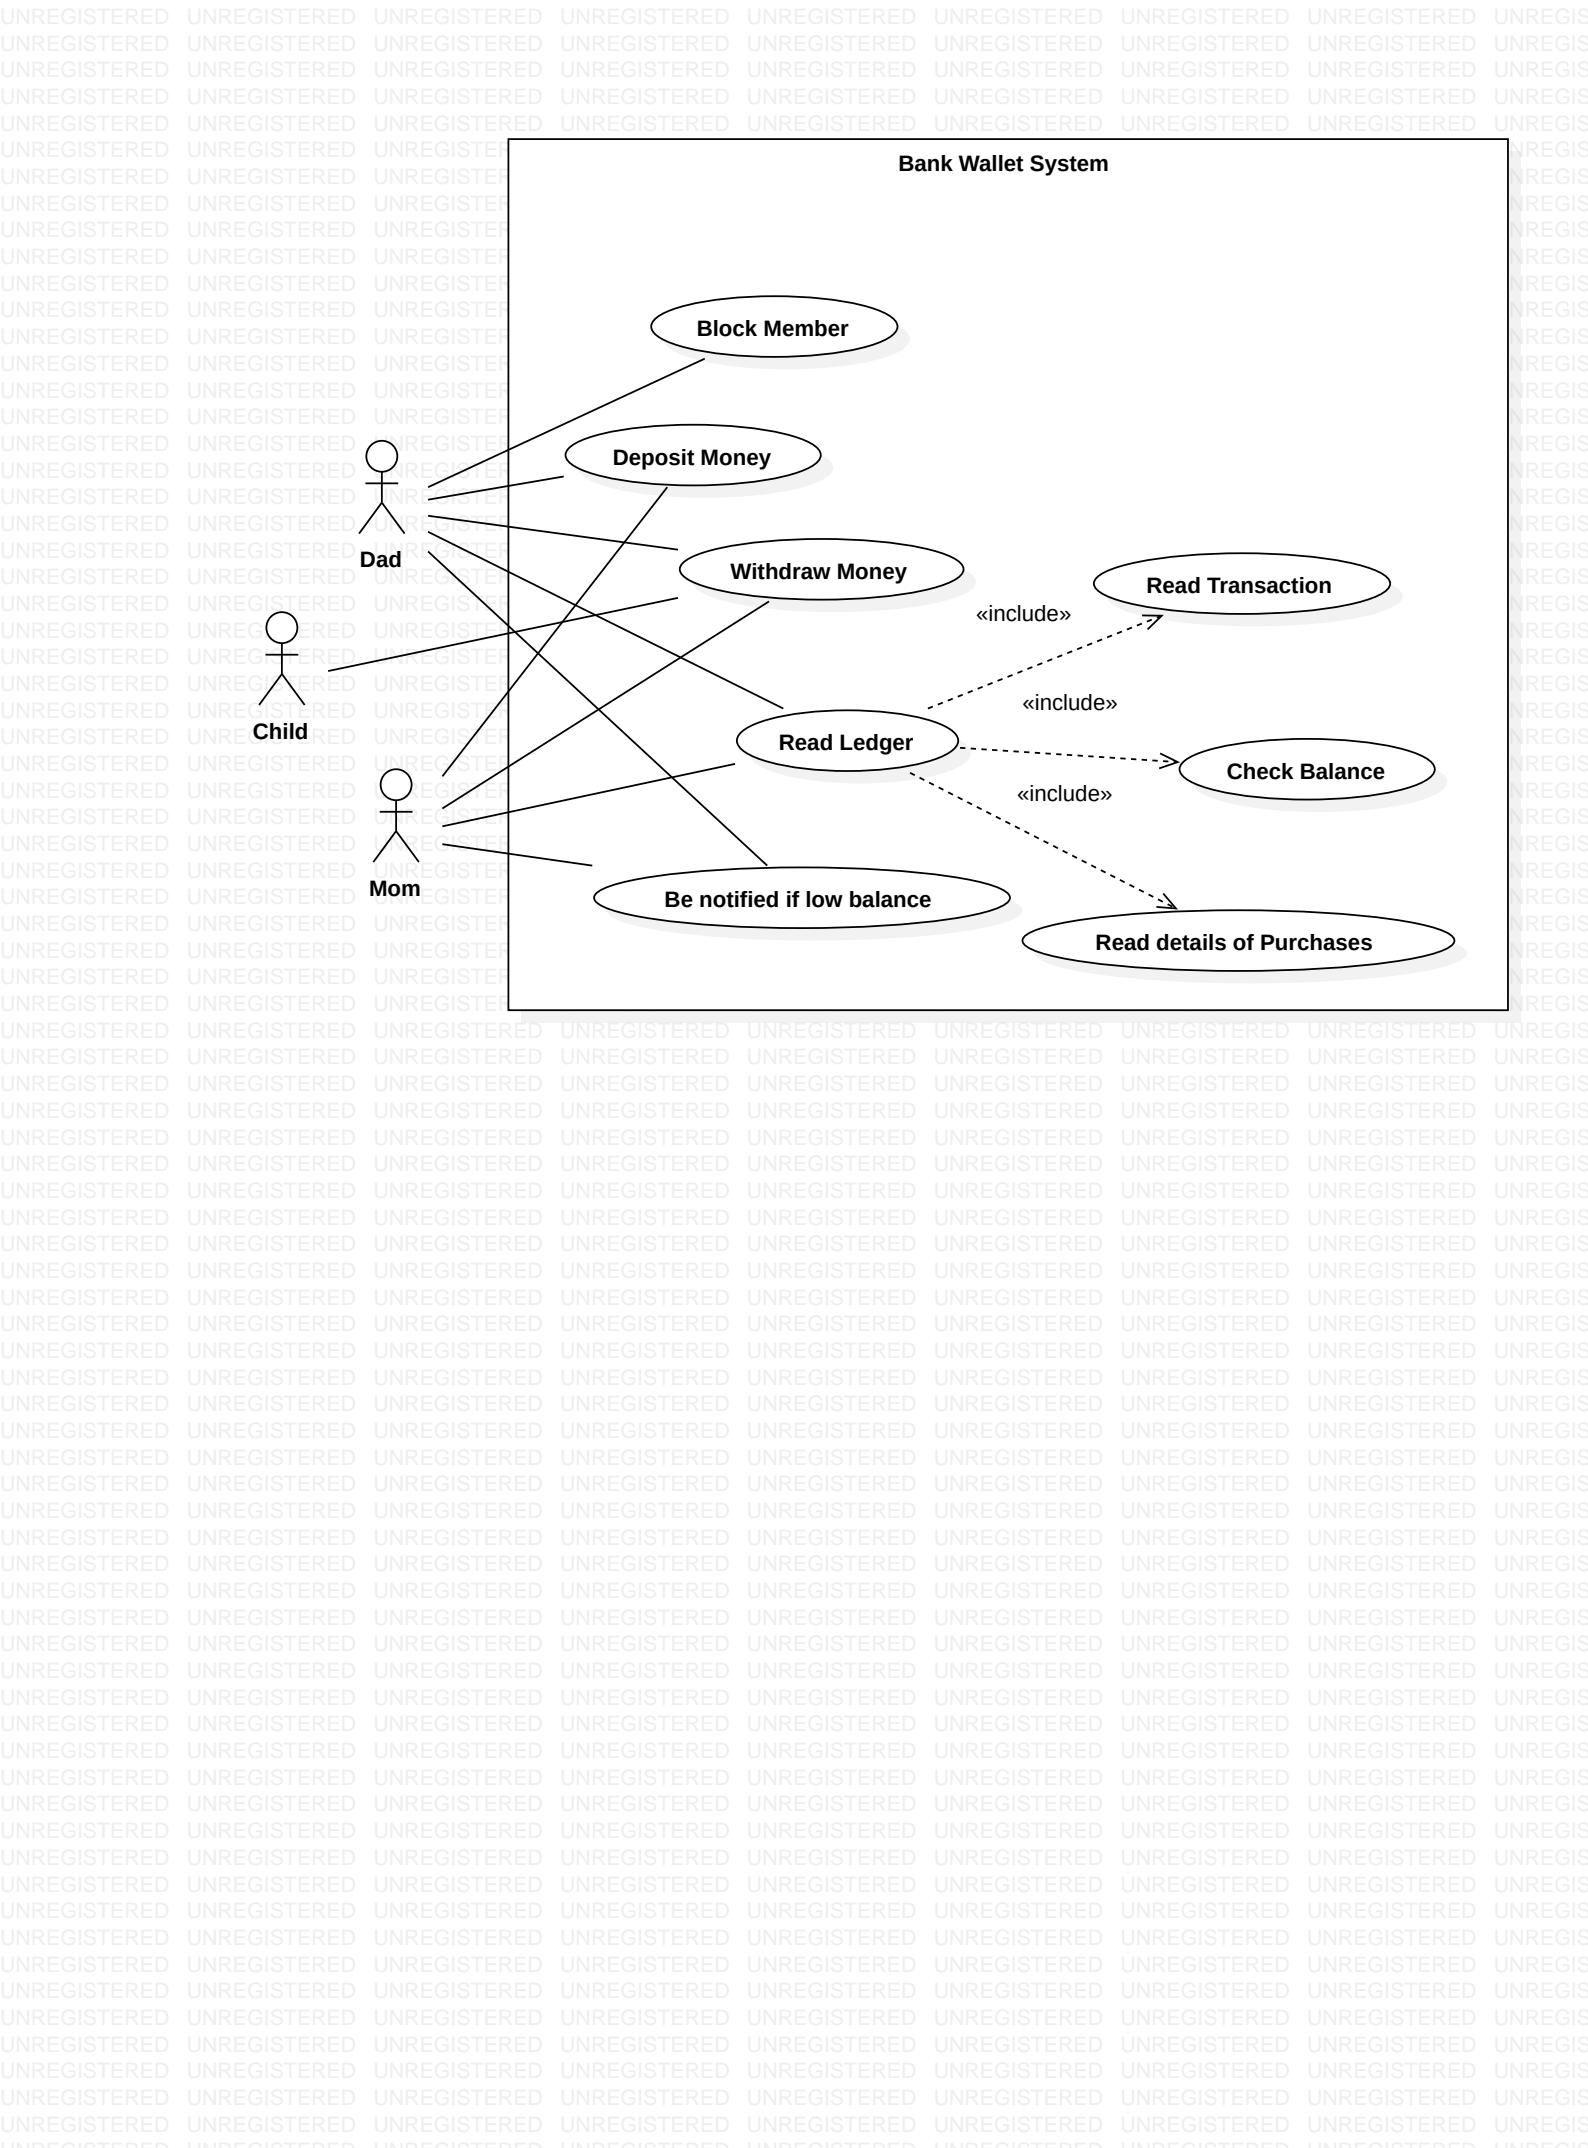 Bank Wallet System
Block Member
Deposit Money
Dad
Withdraw Money
Read Transaction
«include»
Child
«include»
Read Ledger
Check Balance
«include»
Mom
Be notified if low balance
Read details of Purchases
UNREGISTERED